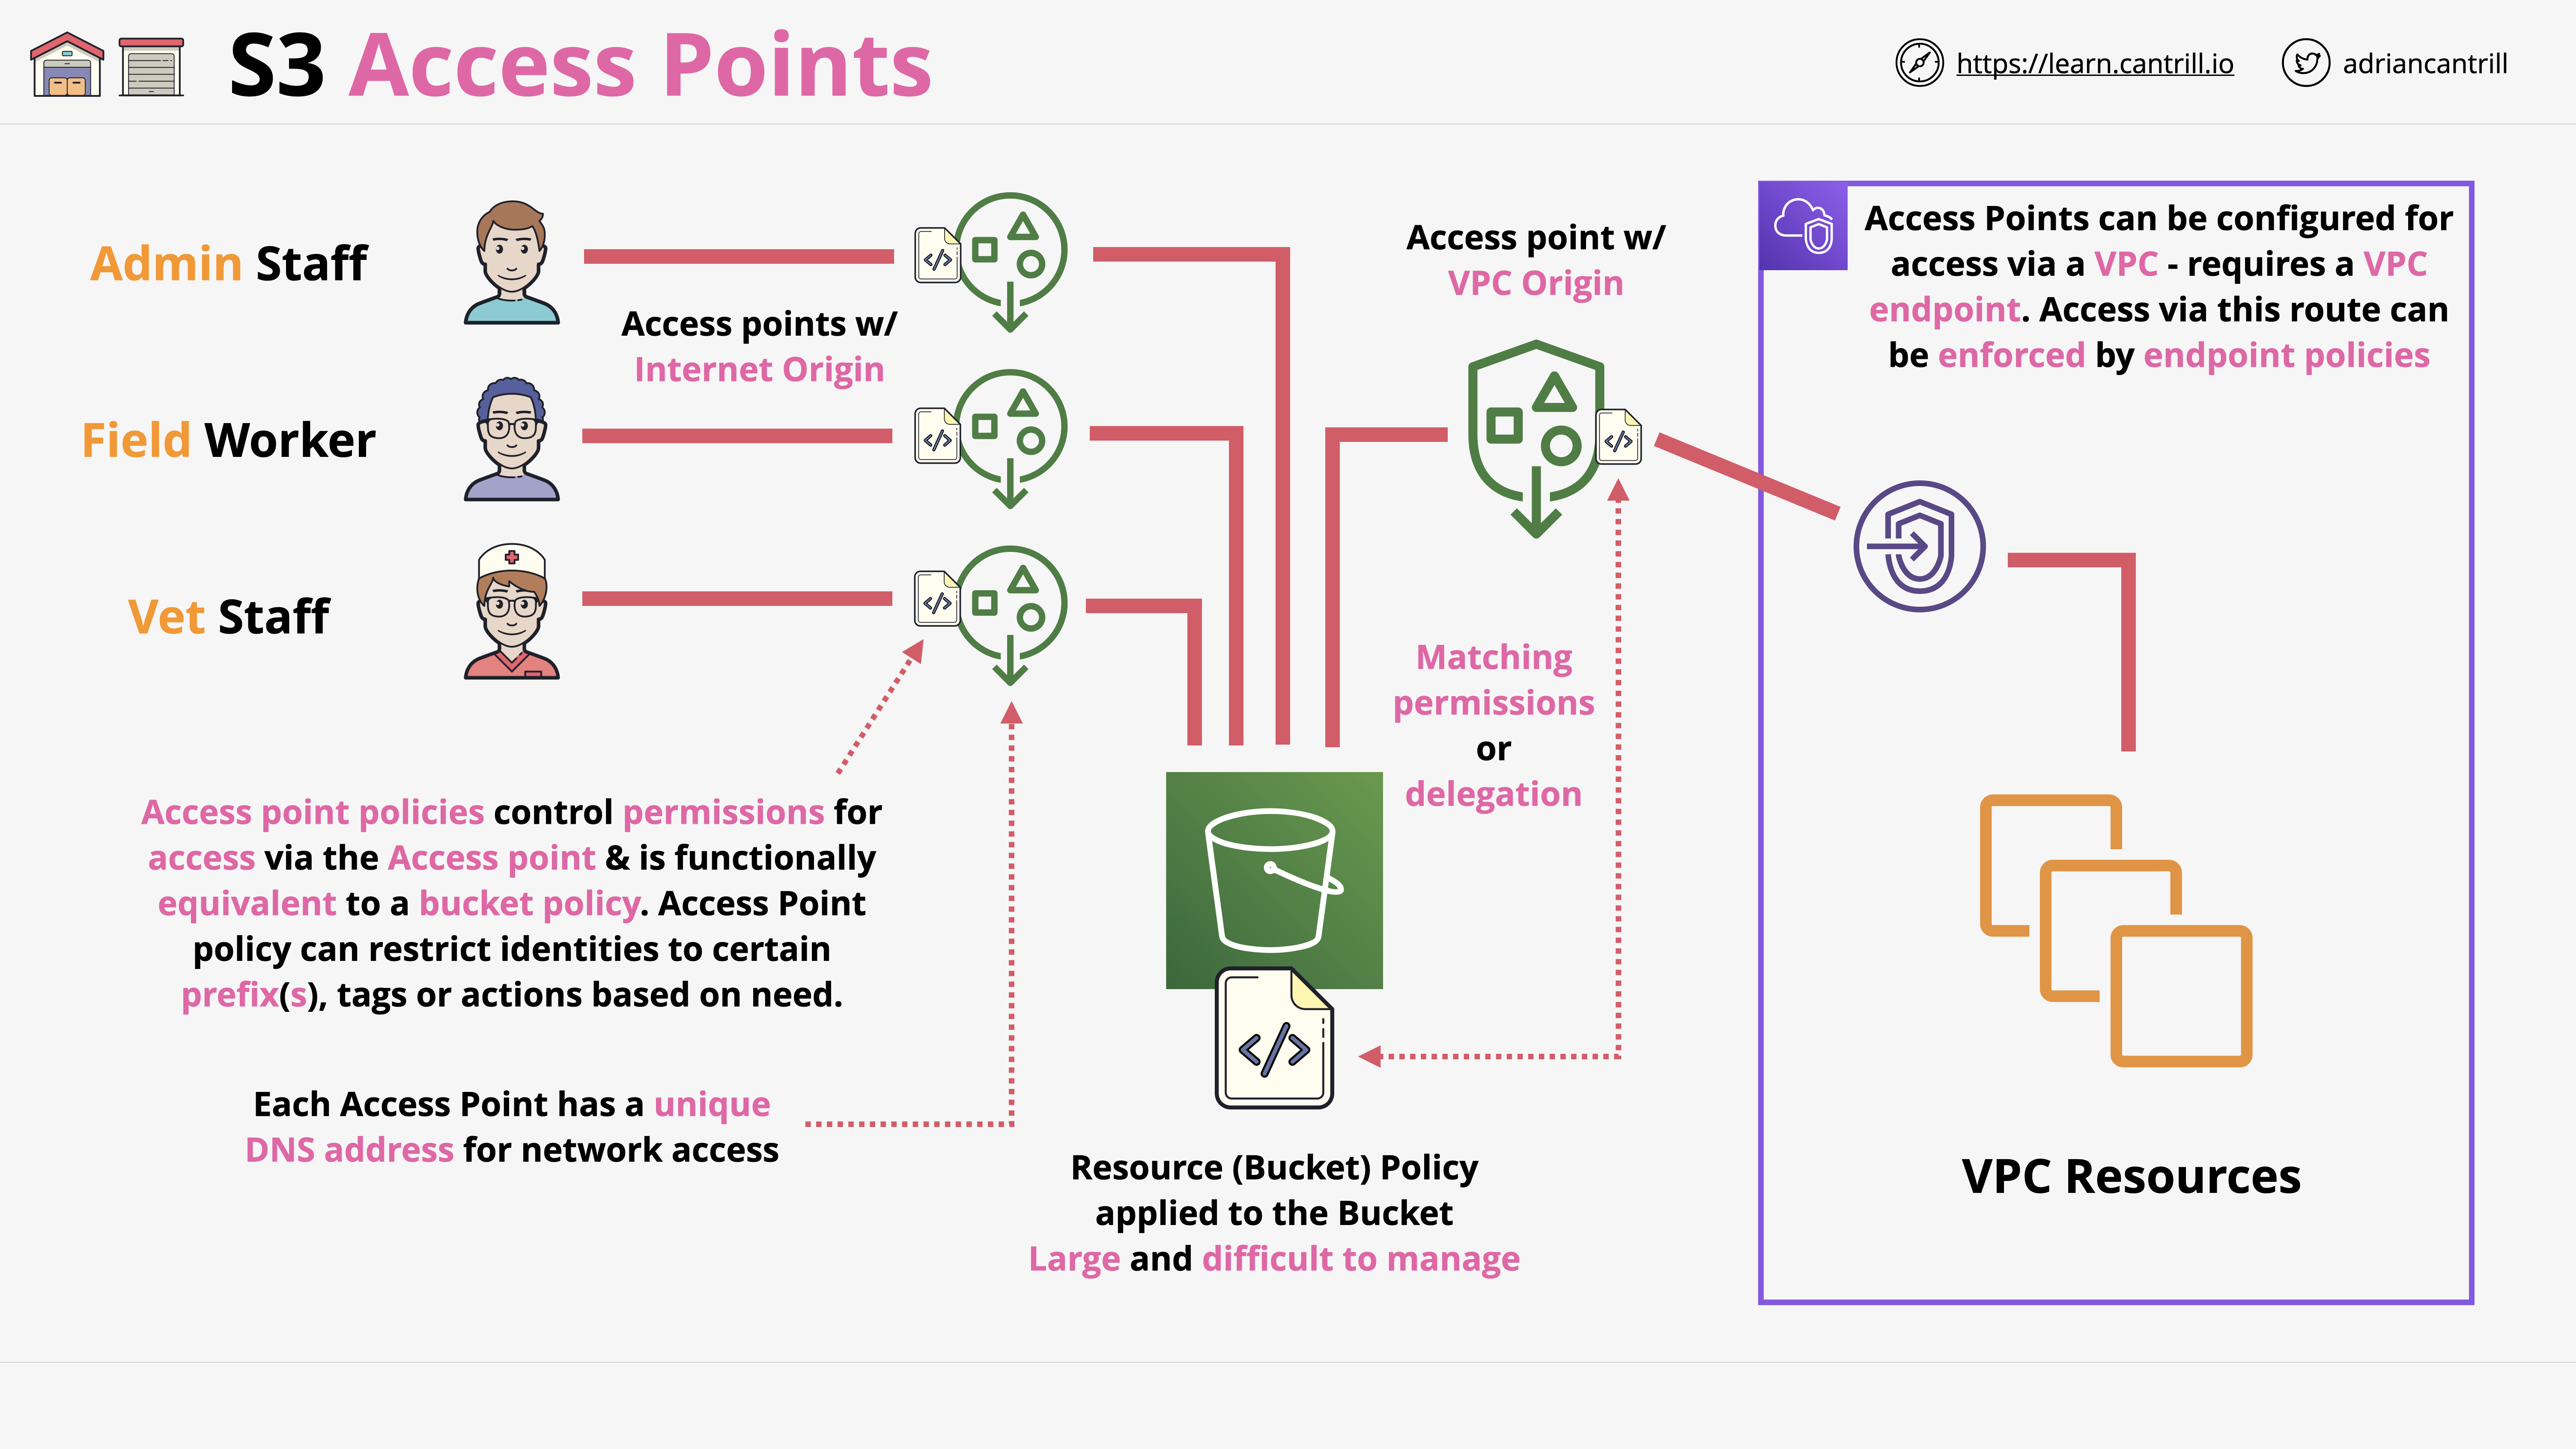 S3 Access Points
https://learn.cantrill.io
adriancantrill
Admin Staff
Field Worker
Vet Staff
Access points w/
Internet Origin
Access point w/
VPC Origin
Access Points can be configured for
access via a VPC - requires a VPC
endpoint. Access via this route can
be enforced by endpoint policies
Matching
permissions
or
delegation
Access point policies control permissions for
access via the Access point & is functionally
equivalent to a bucket policy. Access Point
policy can restrict identities to certain
prefix(s), tags or actions based on need.
Each Access Point has a unique
DNS address for network access
Resource (Bucket) Policy
applied to the Bucket
Large and difficult to manage
VPC Resources